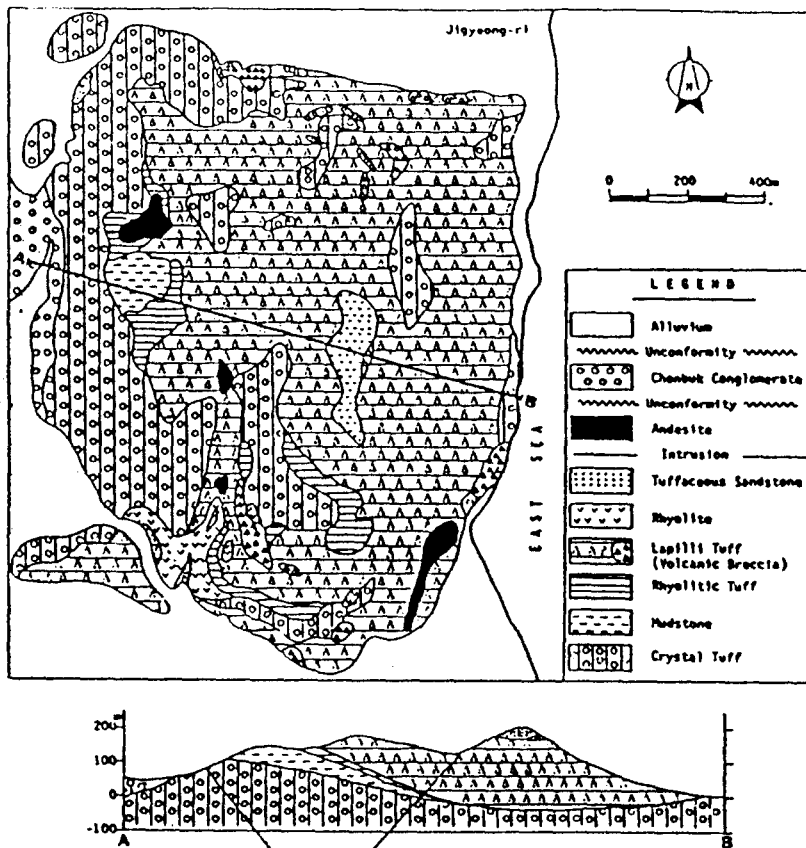 Jigyeong-ri
N
0 200 400m
A
B
EAST SEA
LEGEND
Alluvium
Unconformity
Chonbuk Conglomerate
Unconformity
Andesite
Intrusion
Tuffaceous Sandstone
Rhyolite
Lapilli Tuff
(Volcanic Breccia)
Rhyolitic Tuff
Mudstone
Crystal Tuff
m
200
100
0
-100
A B